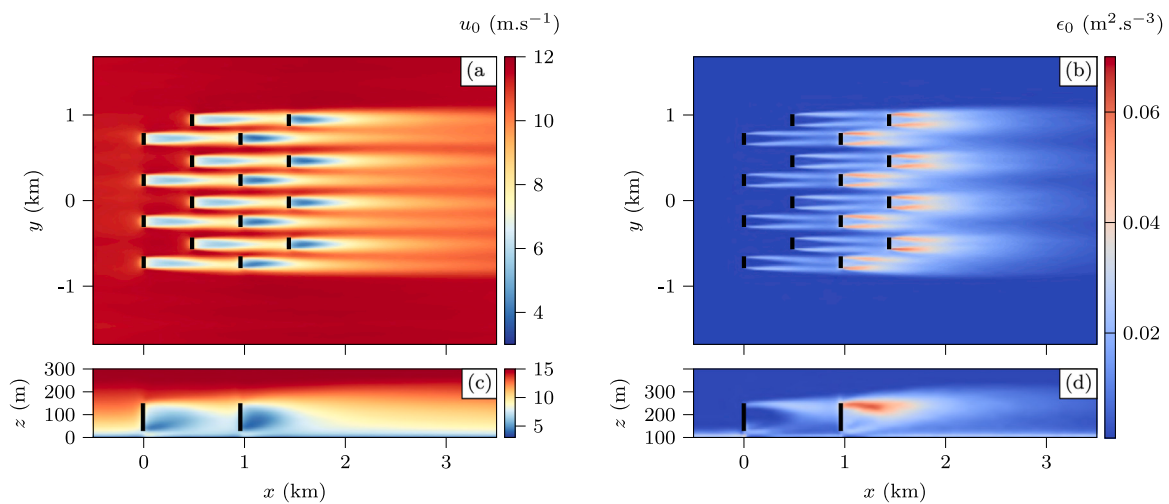 u₀ (m.s⁻¹)
(a
1
0
-1
y (km)
12
10
8
6
4
ϵ₀ (m².s⁻³)
(b)
1
0
-1
y (km)
0.06
0.04
0.02
300
200
100
0
z (m)
(c)
15
10
5
0 1 2 3
x (km)
300
200
100
z (m)
(d)
0 1 2 3
x (km)